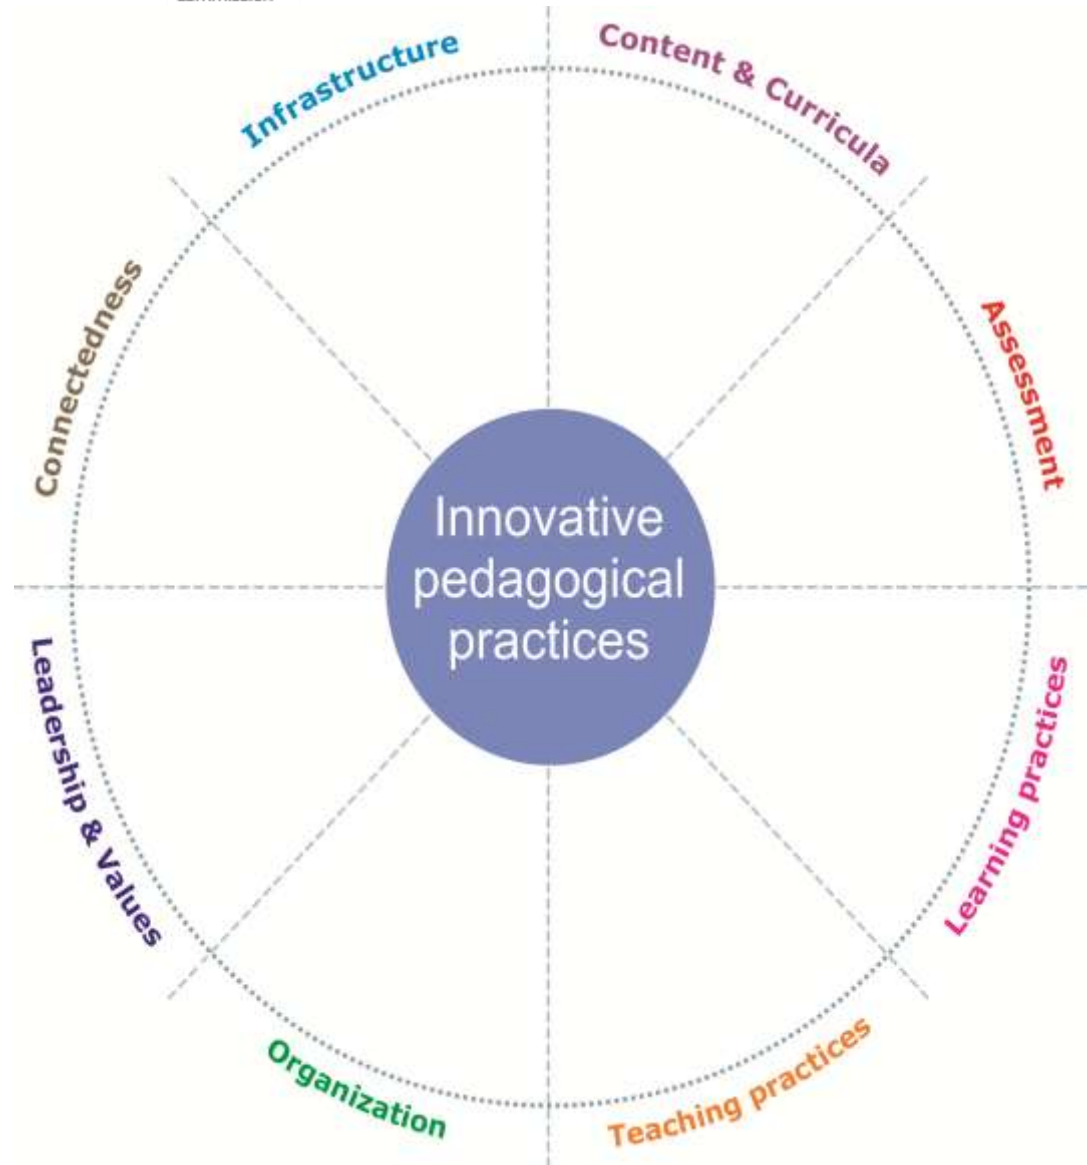 Infrastructure
Content & Curricula
Connectedness
Assessment
Innovative
pedagogical
practices
Leadership & Values
Learning practices
Organization
Teaching practices